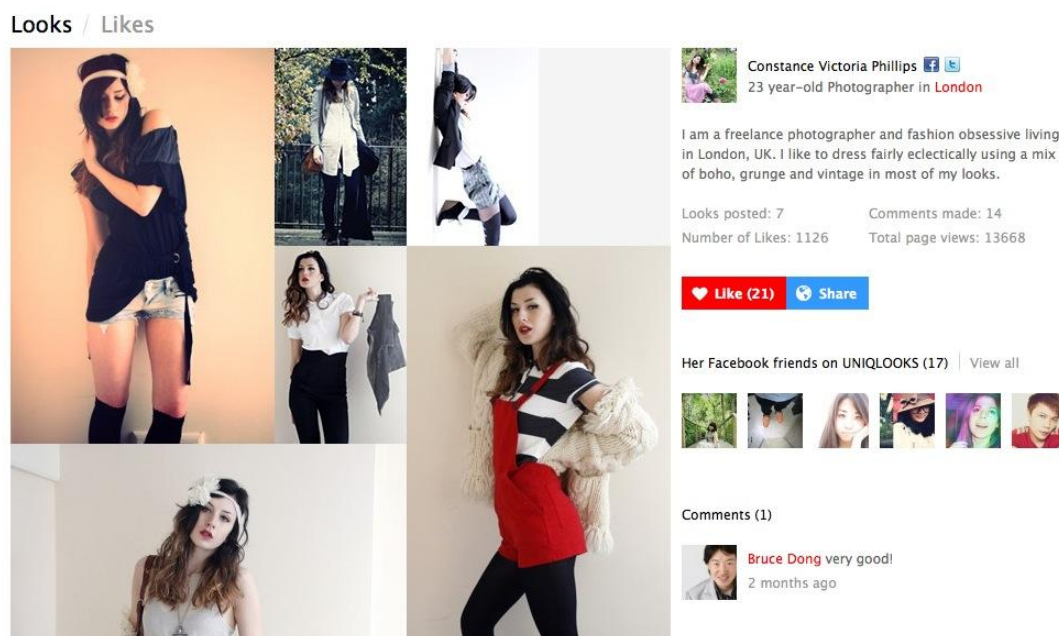 Looks / Likes
Constance Victoria Phillips
23 year-old Photographer in London
I am a freelance photographer and fashion obsessive living
in London, UK. I like to dress fairly eclectically using a mix
of boho, grunge and vintage in most of my looks.
Looks posted: 7 Comments made: 14
Number of Likes: 1126 Total page views: 13668
Like (21) Share
Her Facebook friends on UNIQLOOKS (17) View all
Comments (1)
Bruce Dong very good!
2 months ago